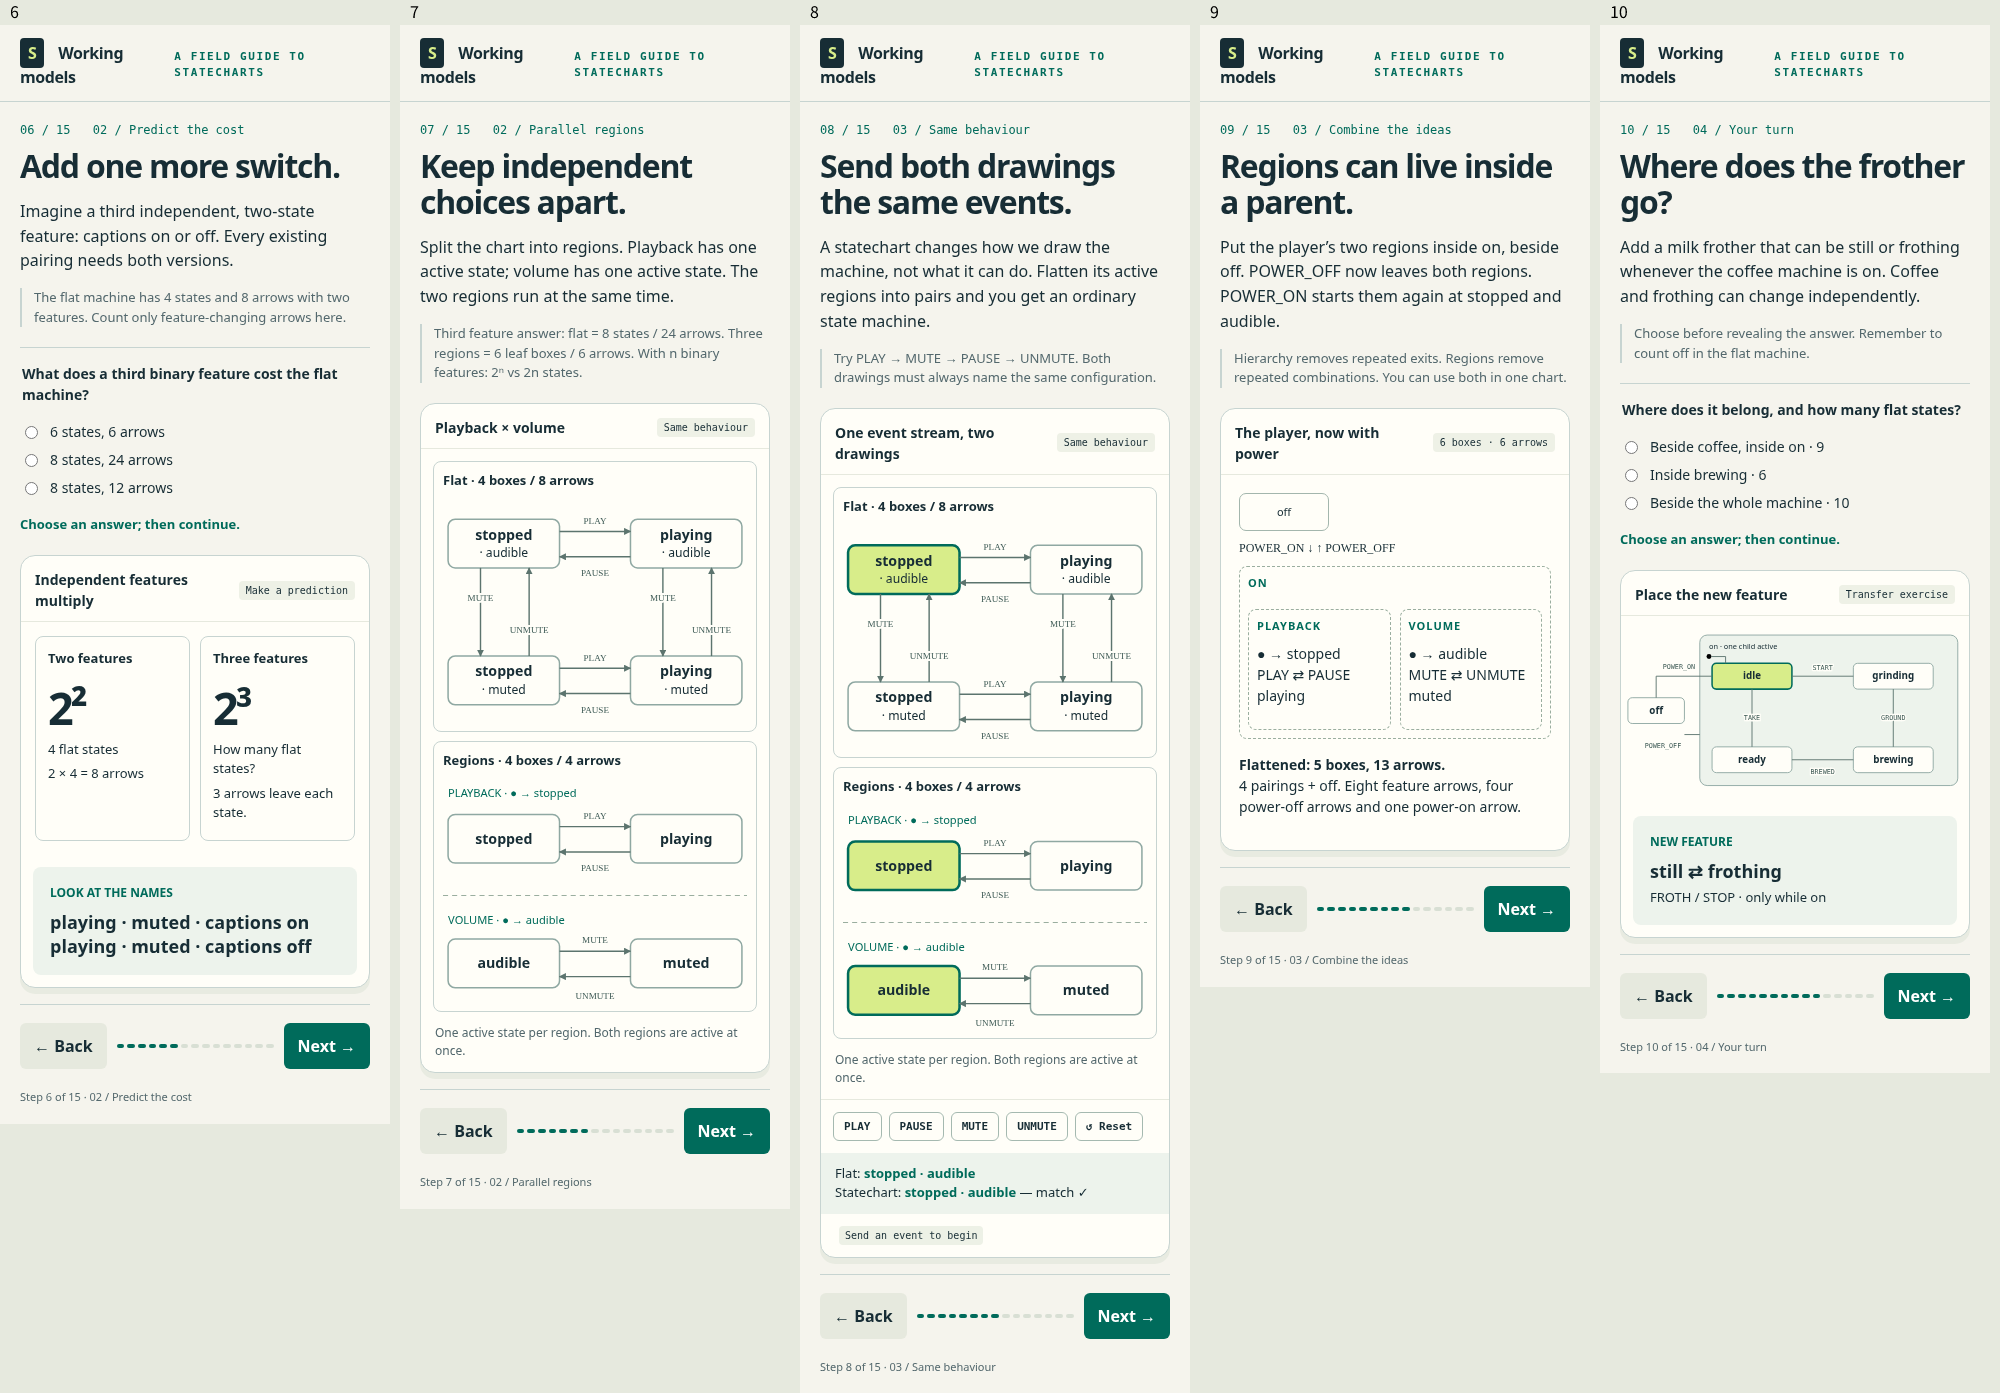 6
S Working models
A FIELD GUIDE TO STATECHARTS
06 / 15 02 / Predict the cost
Add one more switch.
Imagine a third independent, two-state
feature: captions on or off. Every existing
pairing needs both versions.
The flat machine has 4 states and 8 arrows with two
features. Count only feature-changing arrows here.
What does a third binary feature cost the flat
machine?
6 states, 6 arrows
8 states, 24 arrows
8 states, 12 arrows
Choose an answer; then continue.
Independent features
multiply
Make a prediction
Two features
2²
4 flat states
2 × 4 = 8 arrows
Three features
2³
How many flat
states?
3 arrows leave each
state.
LOOK AT THE NAMES
playing · muted · captions on
playing · muted · captions off
← Back
Next →
Step 6 of 15 · 02 / Predict the cost
7
S Working models
A FIELD GUIDE TO STATECHARTS
07 / 15 02 / Parallel regions
Keep independent
choices apart.
Split the chart into regions. Playback has one
active state; volume has one active state. The
two regions run at the same time.
Third feature answer: flat = 8 states / 24 arrows. Three
regions = 6 leaf boxes / 6 arrows. With n binary
features: 2ⁿ vs 2n states.
Playback × volume
Same behaviour
Flat · 4 boxes / 8 arrows
stopped
· audible
PLAY
PAUSE
playing
· audible
MUTE
UNMUTE
MUTE
UNMUTE
stopped
· muted
PLAY
PAUSE
playing
· muted
Regions · 4 boxes / 4 arrows
PLAYBACK · ● → stopped
stopped
PLAY
PAUSE
playing
VOLUME · ● → audible
audible
MUTE
UNMUTE
muted
One active state per region. Both regions are active at
once.
← Back
Next →
Step 7 of 15 · 02 / Parallel regions
8
S Working models
A FIELD GUIDE TO STATECHARTS
08 / 15 03 / Same behaviour
Send both drawings
the same events.
A statechart changes how we draw the
machine, not what it can do. Flatten its active
regions into pairs and you get an ordinary
state machine.
Try PLAY → MUTE → PAUSE → UNMUTE. Both
drawings must always name the same configuration.
One event stream, two
drawings
Same behaviour
Flat · 4 boxes / 8 arrows
stopped
· audible
PLAY
PAUSE
playing
· audible
MUTE
UNMUTE
MUTE
UNMUTE
stopped
· muted
PLAY
PAUSE
playing
· muted
Regions · 4 boxes / 4 arrows
PLAYBACK · ● → stopped
stopped
PLAY
PAUSE
playing
VOLUME · ● → audible
audible
MUTE
UNMUTE
muted
One active state per region. Both regions are active at
once.
PLAY PAUSE MUTE UNMUTE ↺ Reset
Flat: stopped · audible
Statechart: stopped · audible — match ✓
Send an event to begin
← Back
Next →
Step 8 of 15 · 03 / Same behaviour
9
S Working models
A FIELD GUIDE TO STATECHARTS
09 / 15 03 / Combine the ideas
Regions can live inside
a parent.
Put the player’s two regions inside on, beside
off. POWER_OFF now leaves both regions.
POWER_ON starts them again at stopped and
audible.
Hierarchy removes repeated exits. Regions remove
repeated combinations. You can use both in one chart.
The player, now with
power
6 boxes · 6 arrows
off
POWER_ON ↓ ↑ POWER_OFF
ON
PLAYBACK
● → stopped
PLAY ⇄ PAUSE
playing
VOLUME
● → audible
MUTE ⇄ UNMUTE
muted
Flattened: 5 boxes, 13 arrows.
4 pairings + off. Eight feature arrows, four
power-off arrows and one power-on arrow.
← Back
Next →
Step 9 of 15 · 03 / Combine the ideas
10
S Working models
A FIELD GUIDE TO STATECHARTS
10 / 15 04 / Your turn
Where does the frother
go?
Add a milk frother that can be still or frothing
whenever the coffee machine is on. Coffee
and frothing can change independently.
Choose before revealing the answer. Remember to
count off in the flat machine.
Where does it belong, and how many flat states?
Beside coffee, inside on · 9
Inside brewing · 6
Beside the whole machine · 10
Choose an answer; then continue.
Place the new feature
Transfer exercise
on · one child active
POWER_ON
idle
START
grinding
off
TAKE
GROUND
POWER_OFF
ready
BREWED
brewing
NEW FEATURE
still ⇄ frothing
FROTH / STOP · only while on
← Back
Next →
Step 10 of 15 · 04 / Your turn